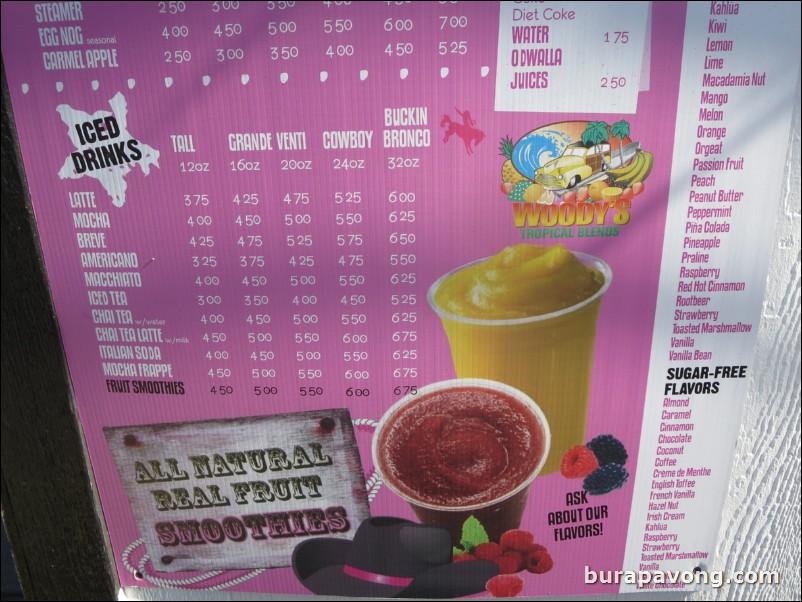 STEAMER 250 300 350 400 450 525
EGG NOG seasonal 400 450 500 550 600 700
CARMEL APPLE 250 300 350 400 450 525
Diet Coke
WATER 175
ODWALLA
JUICES 250
ICED
DRINKS
TALL GRANDE VENTI COWBOY BUCKIN
BRONCO
12oz 16oz 20oz 24oz 32oz
LATTE 375 425 475 525 600
MOCHA 400 450 500 550 625
BREVE 425 475 525 575 650
AMERICANO 325 375 425 475 550
MACCHIATO 400 450 500 550 625
ICED TEA 300 350 400 450 525
CHAI TEA w/water 400 450 500 550 625
CHAI TEA LATTE w/milk 450 500 550 600 675
ITALIAN SODA 400 450 500 550 625
MOCHA FRAPPE 450 500 550 600 675
FRUIT SMOOTHIES 450 500 550 600 675
WOODY'S
TROPICAL BLENDS
ALL NATURAL
REAL FRUIT
SMOOTHIES
ASK
ABOUT OUR
FLAVORS!
Kahlua
Kiwi
Lemon
Lime
Macadamia Nut
Mango
Melon
Orange
Orgeat
Passion Fruit
Peach
Peanut Butter
Peppermint
Piña Colada
Pineapple
Praline
Raspberry
Red Hot Cinnamon
Rootbeer
Strawberry
Toasted Marshmallow
Vanilla
Vanilla Bean
SUGAR-FREE
FLAVORS
Almond
Caramel
Cinnamon
Chocolate
Coconut
Coffee
Creme de Menthe
English Toffee
French Vanilla
Hazel Nut
Irish Cream
Kahlua
Raspberry
Strawberry
Toasted Marshmallow
Vanilla
White Chocolate
burapavong.com